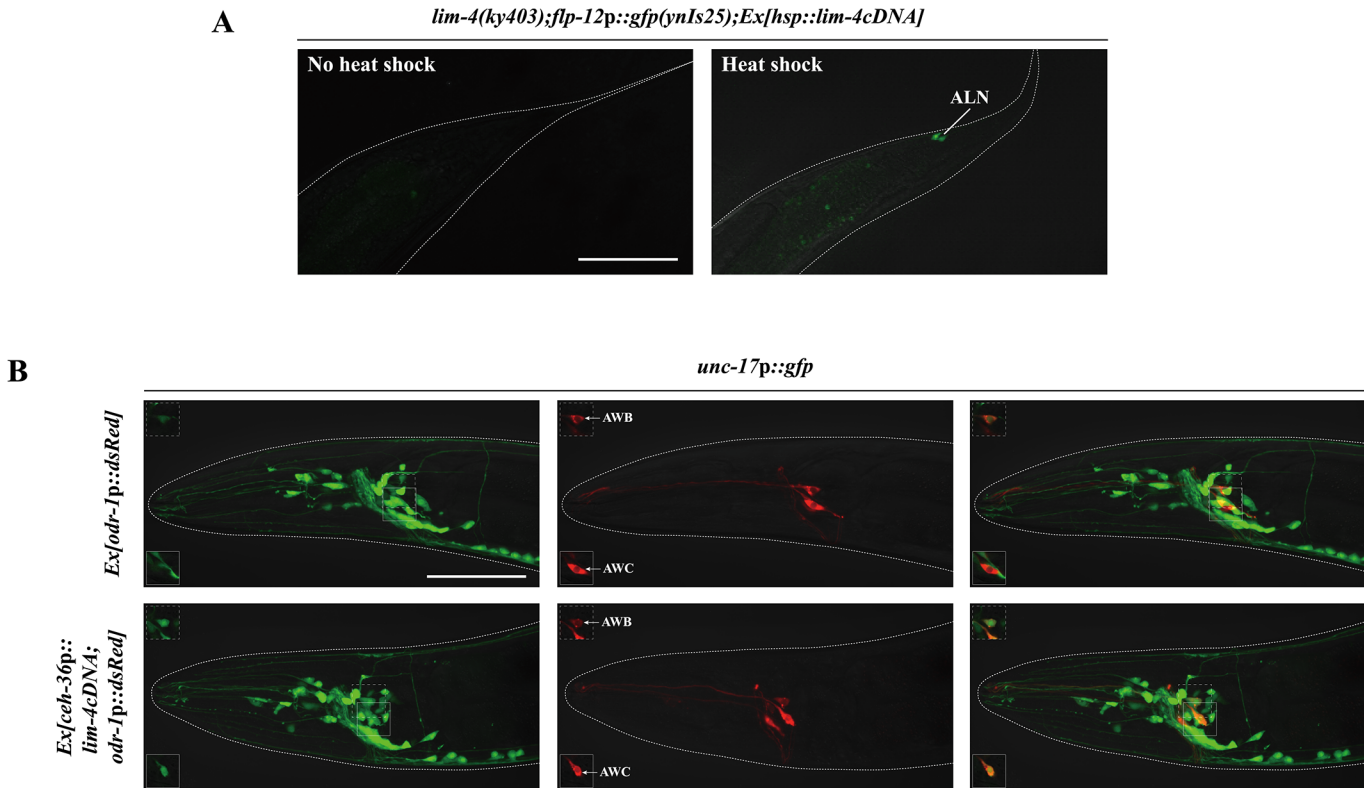 A
lim-4(ky403);flp-12p::gfp(ynIs25);Ex[hsp::lim-4cDNA]
No heat shock
Heat shock
ALN
B
unc-17p::gfp
Ex[odr-1p::dsRed]
AWB
AWC
Ex[ceh-36p::
lim-4cDNA;
odr-1p::dsRed]
AWB
AWC